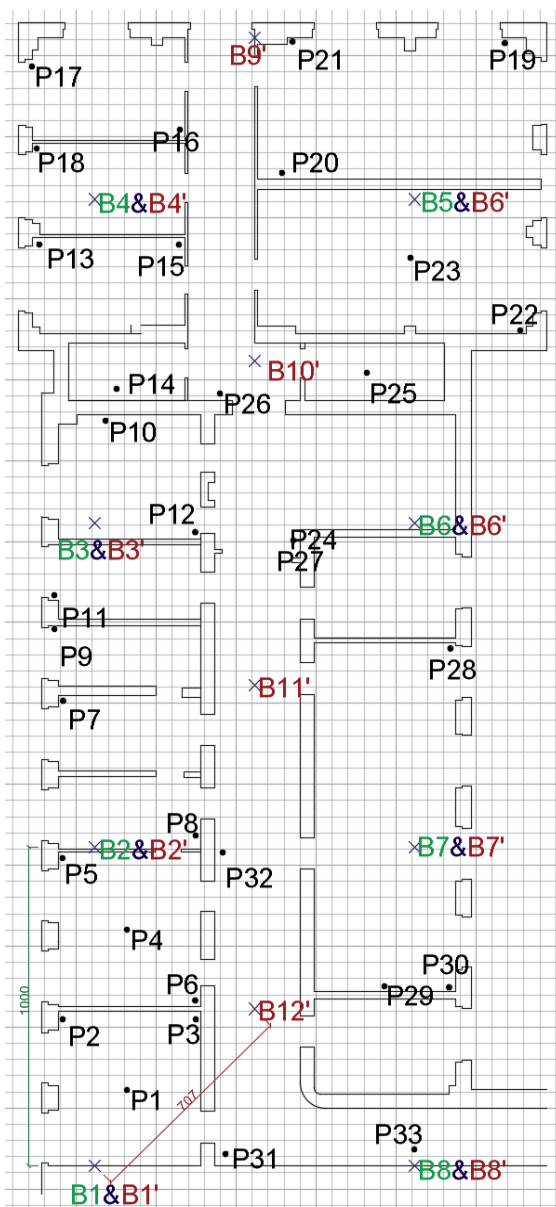 B9'
P21
P19
P17
P16
P18
P20
B4&B4'
B5&B6'
P13
P15
P23
P22
B10'
P14
P25
P26
P10
P12
P24
B6&B6'
B3&B3'
P27
P11
P9
P28
B11'
P7
P8
B2&B2'
B7&B7'
P5
P32
P4
P30
P6
P29
1000
P2
P3
B12'
P1
707
P33
P31
B8&B8'
B1&B1'